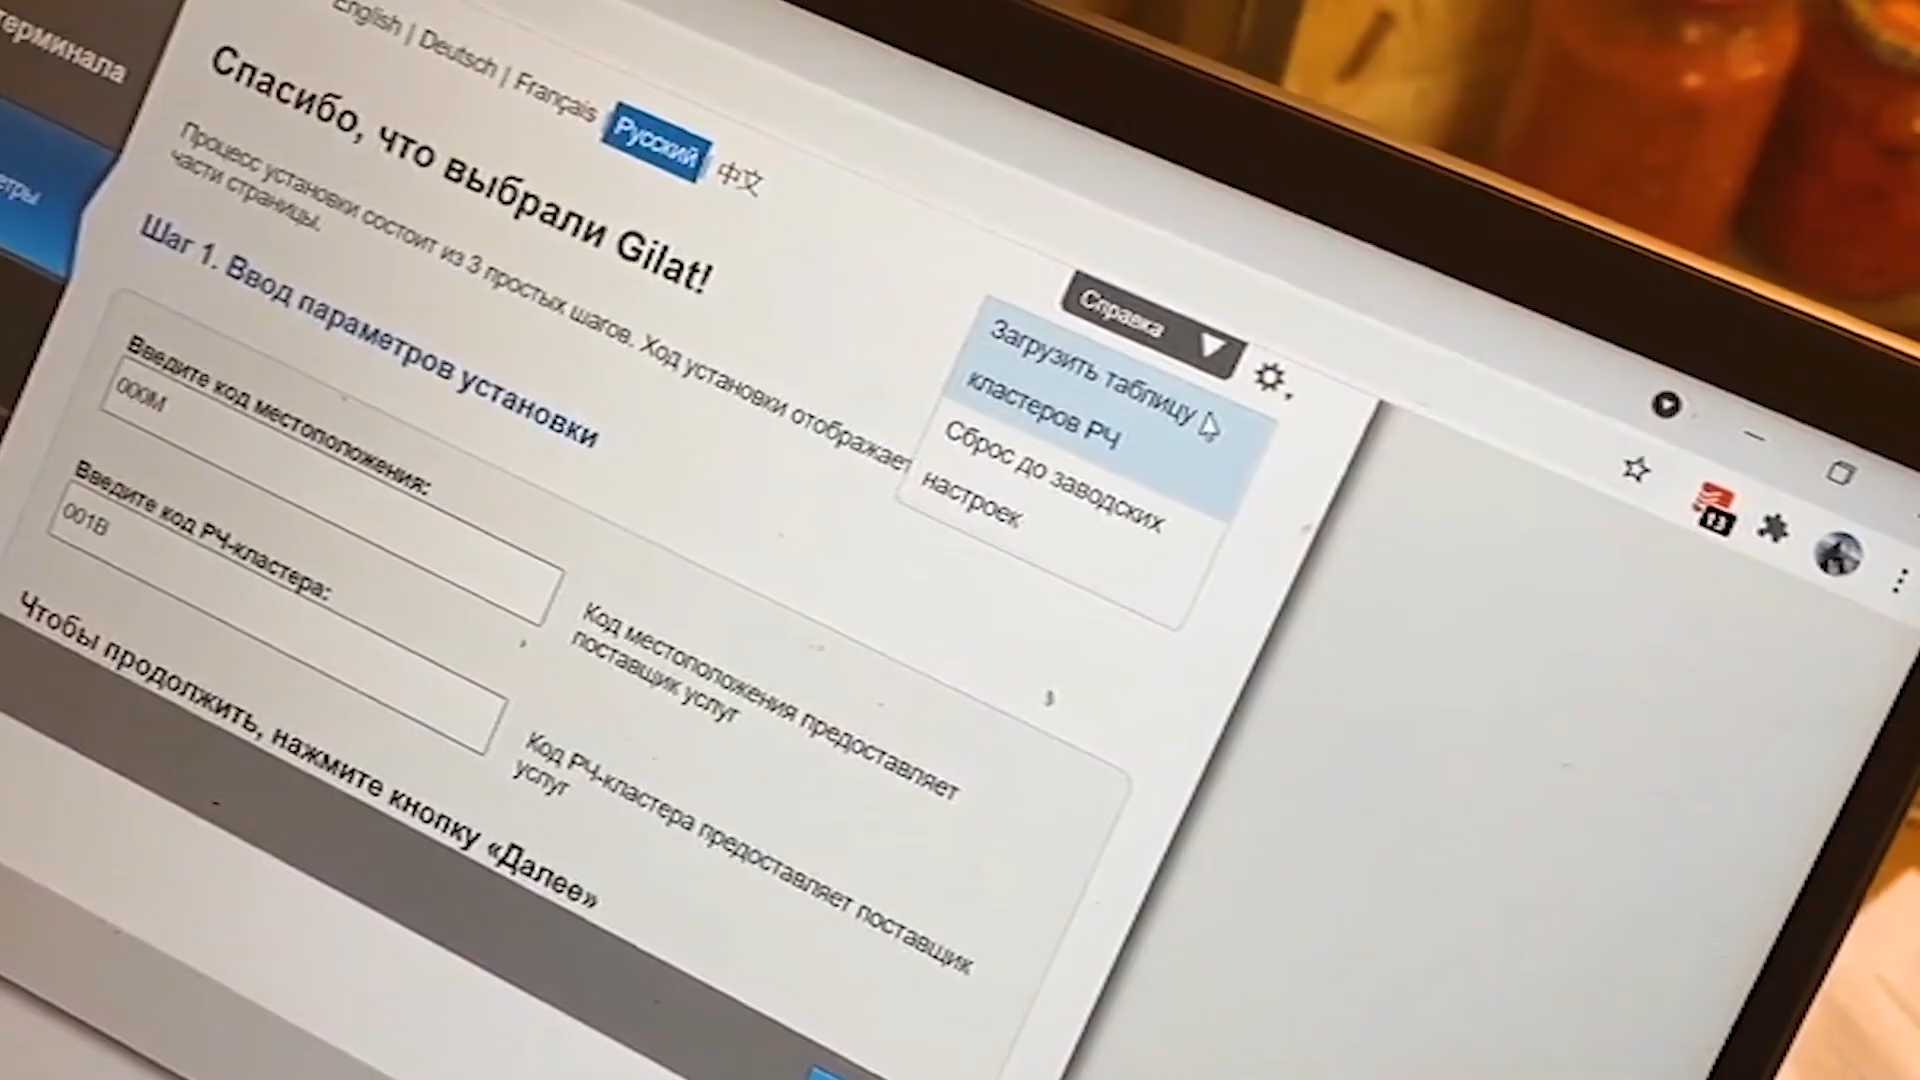 терминала
English | Deutsch | Français Русский 中文
Спасибо, что выбрали Gilat!
Процесс установки состоит из 3 простых шагов. Ход установки отображает
части страницы.
Шаг 1. Ввод параметров установки
Справка
Загрузить таблицу
кластеров РЧ
Сброс до заводских
настроек
Введите код местоположения:
000M
Код местоположения предоставляет
поставщик услуг
Введите код РЧ-кластера:
001B
Код РЧ-кластера предоставляет поставщик
услуг
Чтобы продолжить, нажмите кнопку «Далее»
13